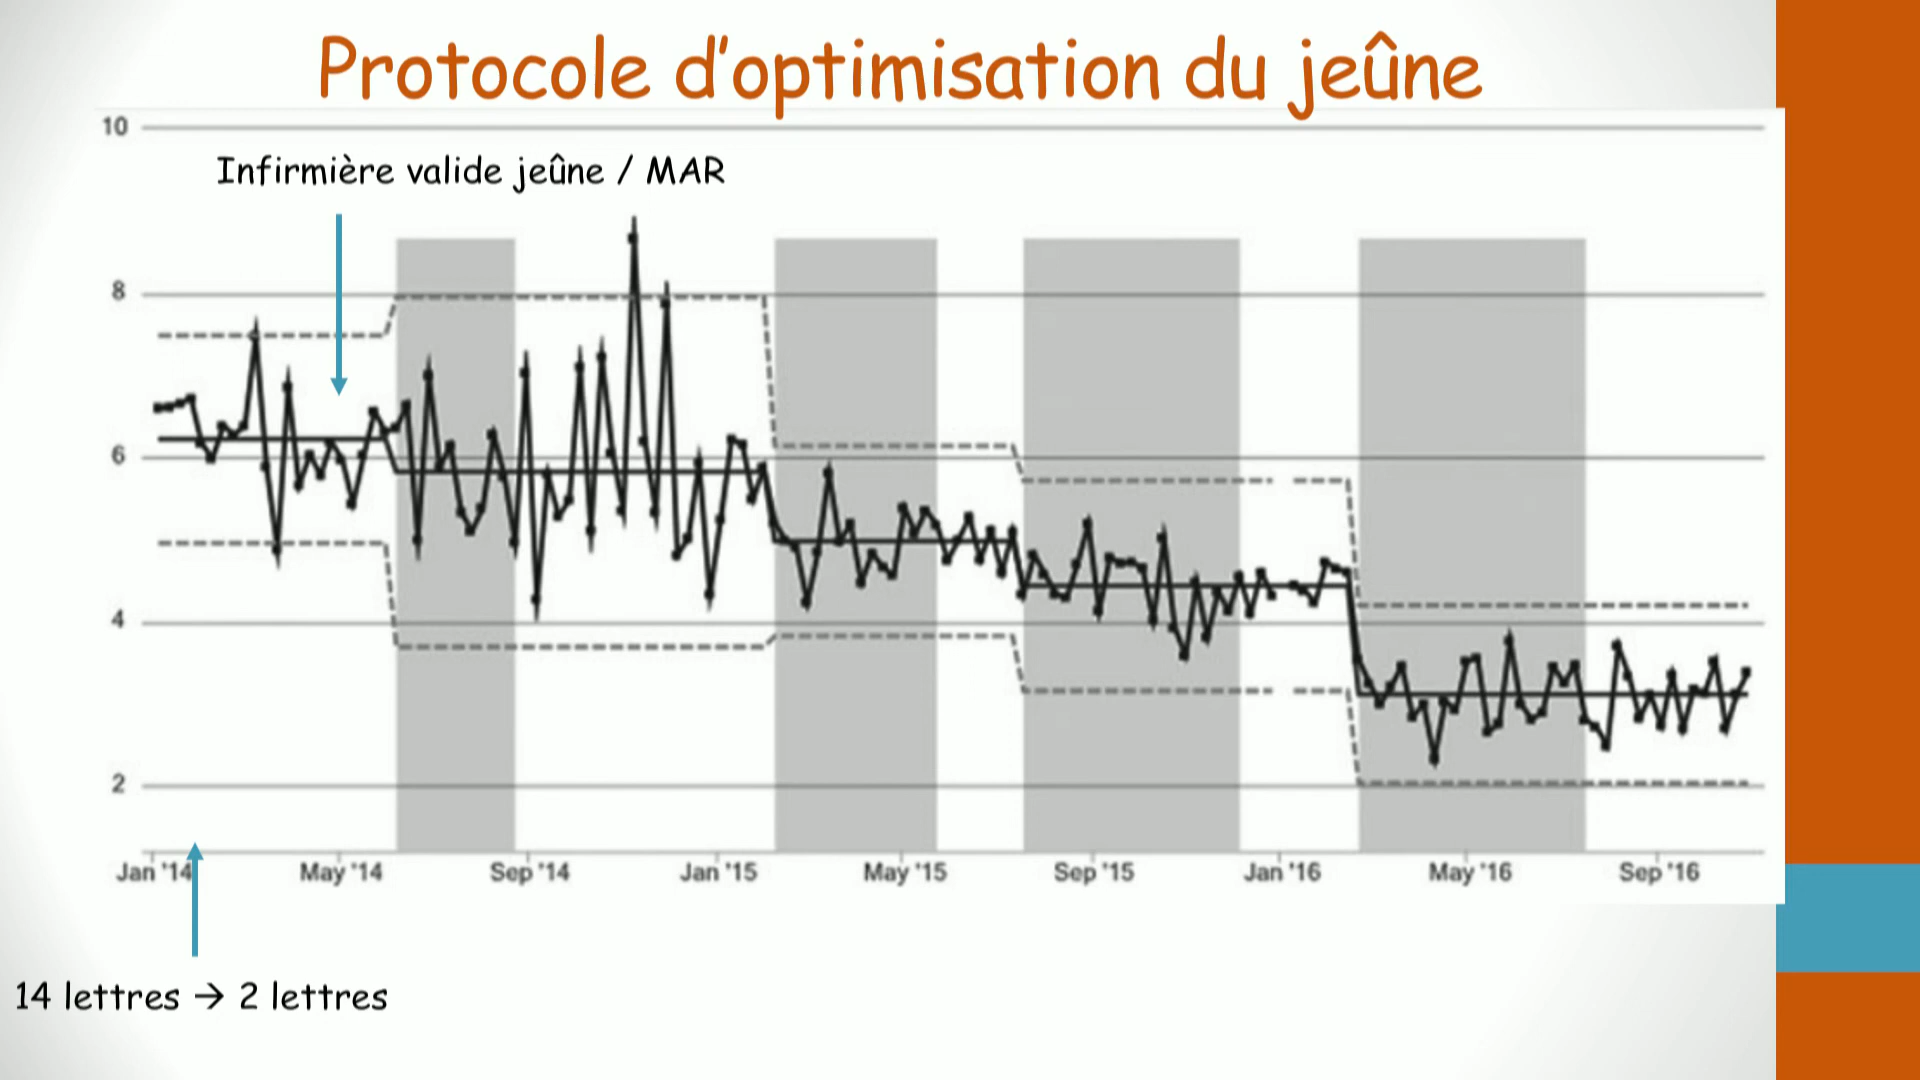 Protocole d'optimisation du jeûne
10
Infirmière valide jeûne / MAR
8
6
4
2
Jan '14 May '14 Sep '14 Jan '15 May '15 Sep '15 Jan '16 May '16 Sep '16
14 lettres → 2 lettres